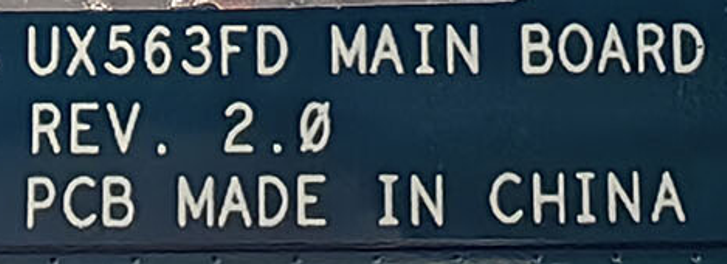 UX563FD MAIN BOARD
REV. 2.0
PCB MADE IN CHINA